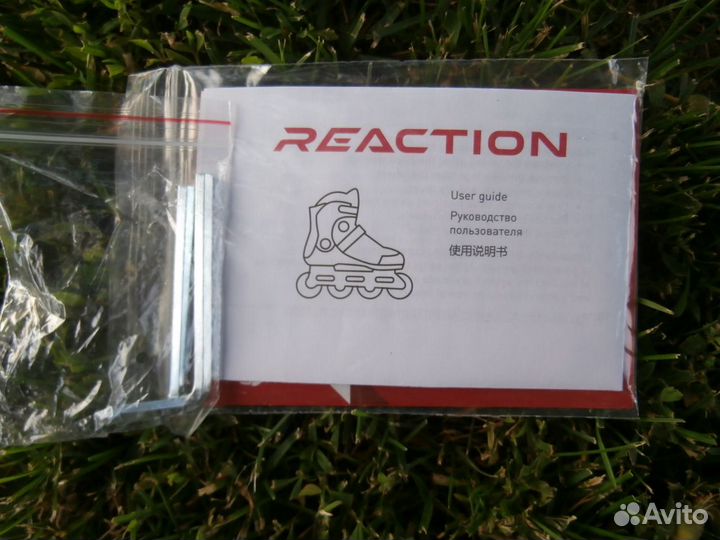 REACTION
User guide
Руководство
пользователя
使用说明书
Avito